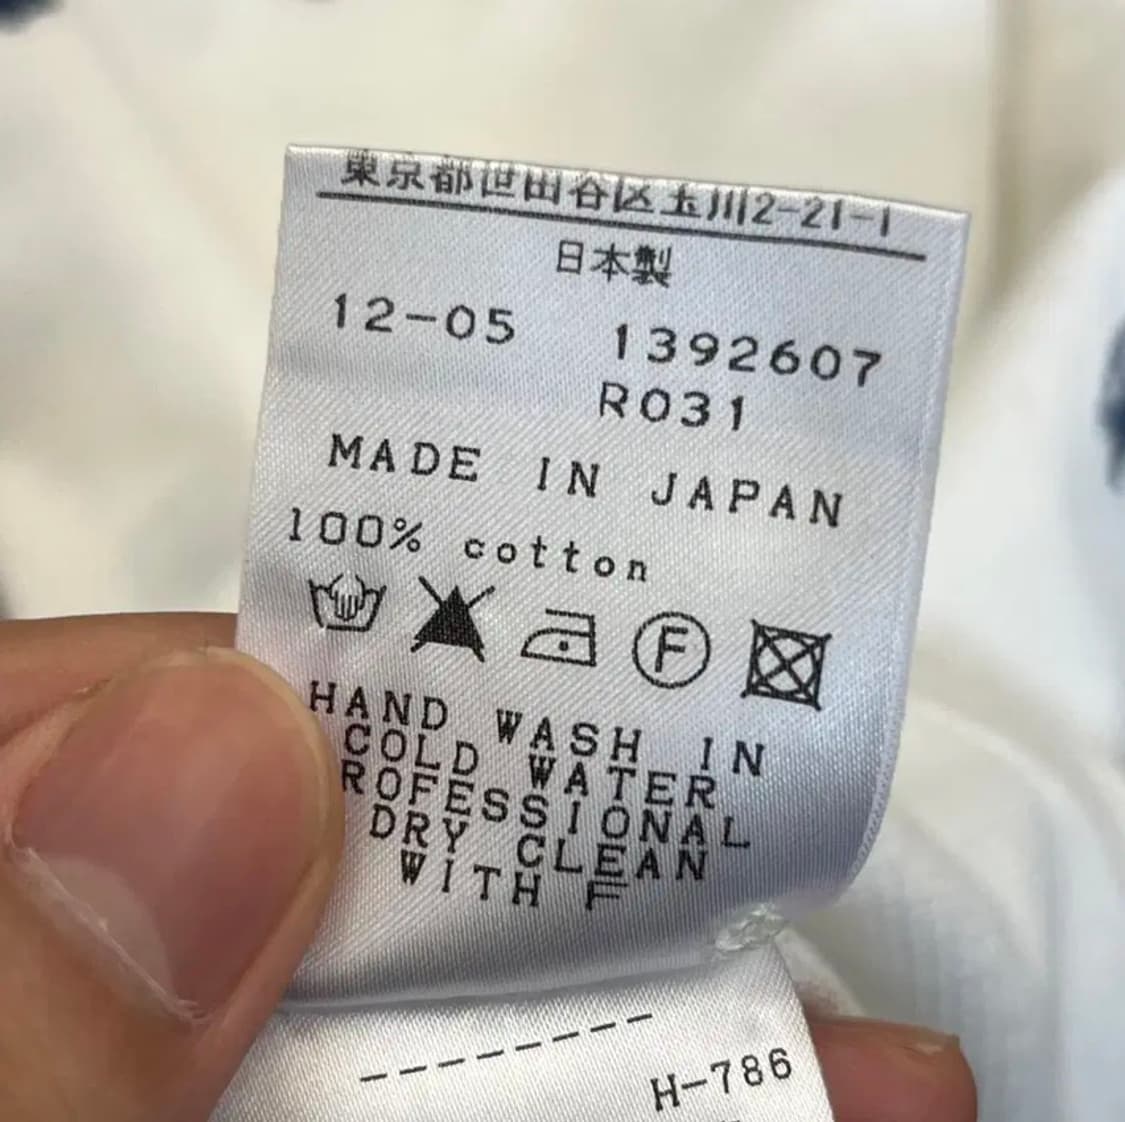 東京都世田谷区玉川2-21-1
日本製
12-05 1392607
R031
MADE IN JAPAN
100% cotton
F
HAND WASH IN
COLD WATER
ROFESSIONAL
DRY CLEAN
WITH F
--------
H-786